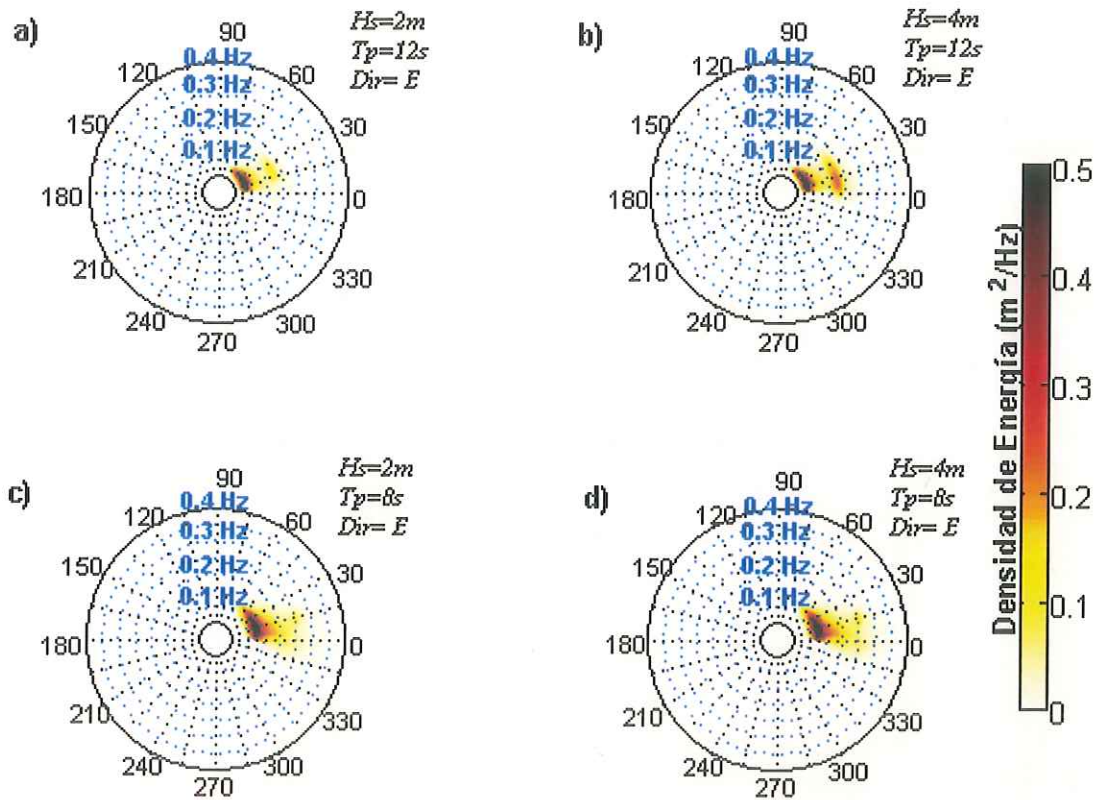 a)
Hs=2m
Tp=12s
Dir= E
90
120
60
150
30
180
0
210
330
240
300
270
0.4 Hz
0.3 Hz
0.2 Hz
0.1 Hz
b)
Hs=4m
Tp=12s
Dir= E
90
120
60
150
30
180
0
210
330
240
300
270
0.4 Hz
0.3 Hz
0.2 Hz
0.1 Hz
c)
Hs=2m
Tp=8s
Dir= E
90
120
60
150
30
180
0
210
330
240
300
270
0.4 Hz
0.3 Hz
0.2 Hz
0.1 Hz
d)
Hs=4m
Tp=8s
Dir= E
90
120
60
150
30
180
0
210
330
240
300
270
0.4 Hz
0.3 Hz
0.2 Hz
0.1 Hz
Densidad de Energía (m²/Hz)
0.5
0.4
0.3
0.2
0.1
0